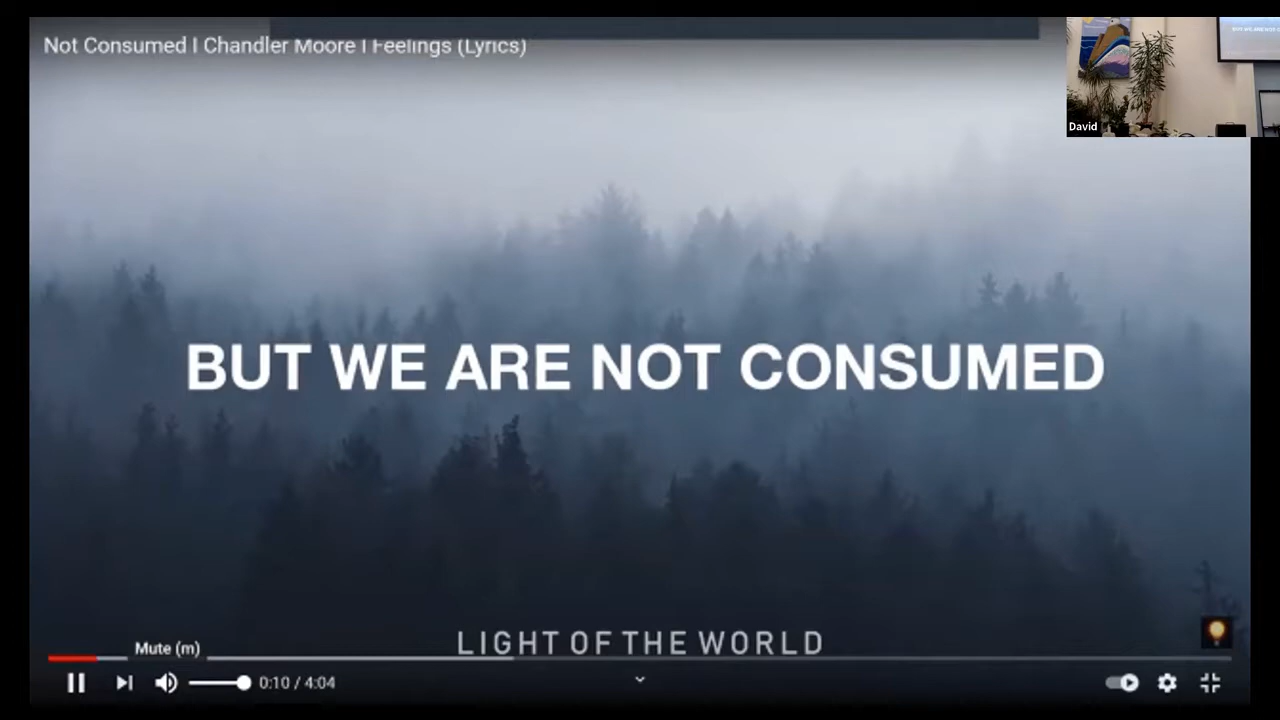 Not Consumed I Chandler Moore I Feelings (Lyrics)
David
BUT WE ARE NOT CONSUMED
LIGHT OF THE WORLD
Mute (m)
0:10 / 4:04